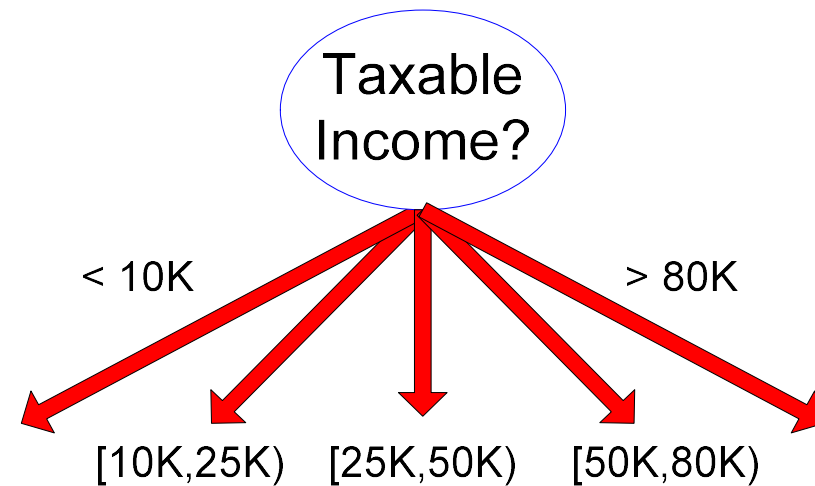 Taxable
Income?
< 10K
> 80K
[10K,25K)
[25K,50K)
[50K,80K)